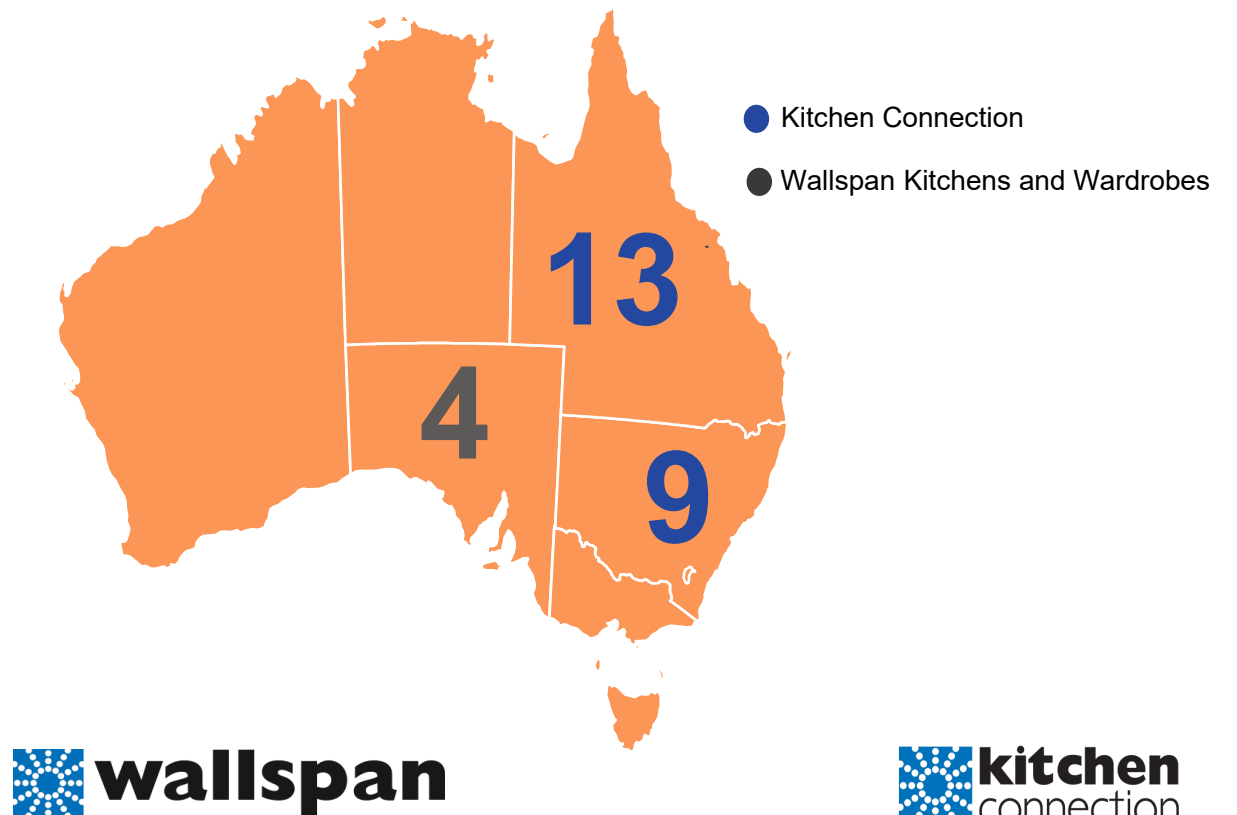 Kitchen Connection
Wallspan Kitchens and Wardrobes
13
4
9
wallspan
kitchen
connection